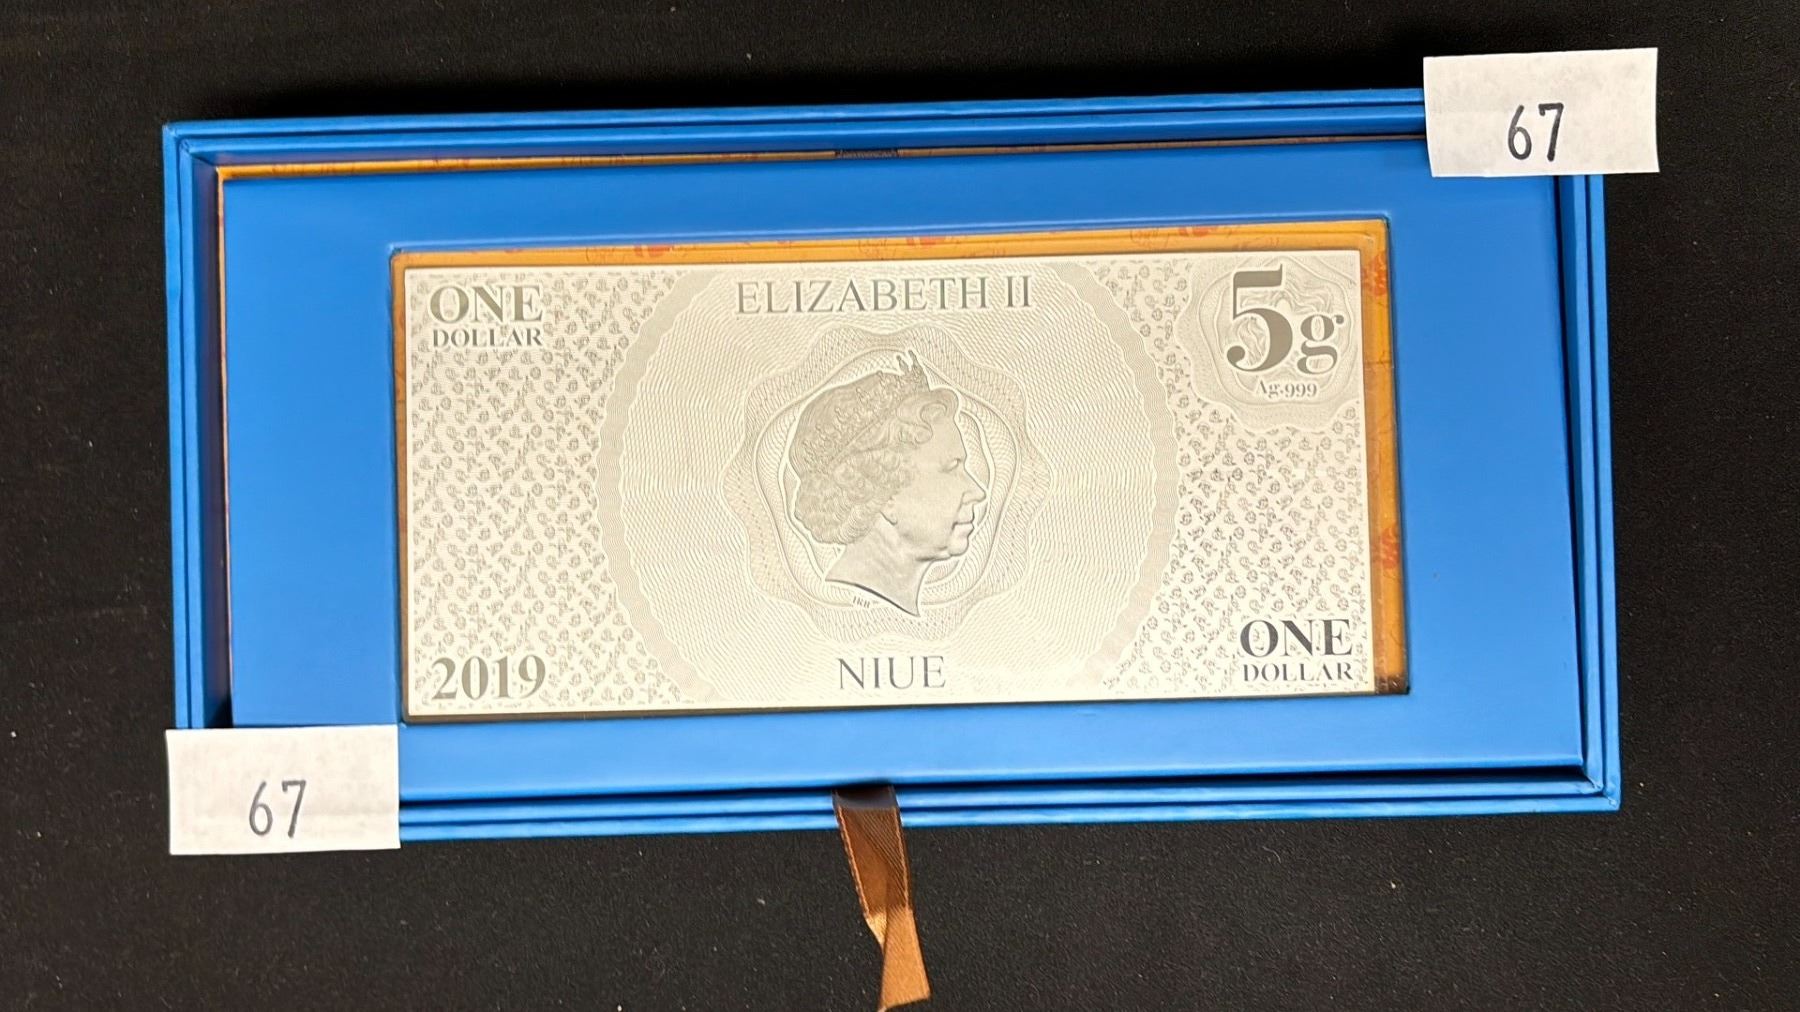 67
ONE
DOLLAR
ELIZABETH II
5g
Ag.999
IRB
2019
NIUE
ONE
DOLLAR
67